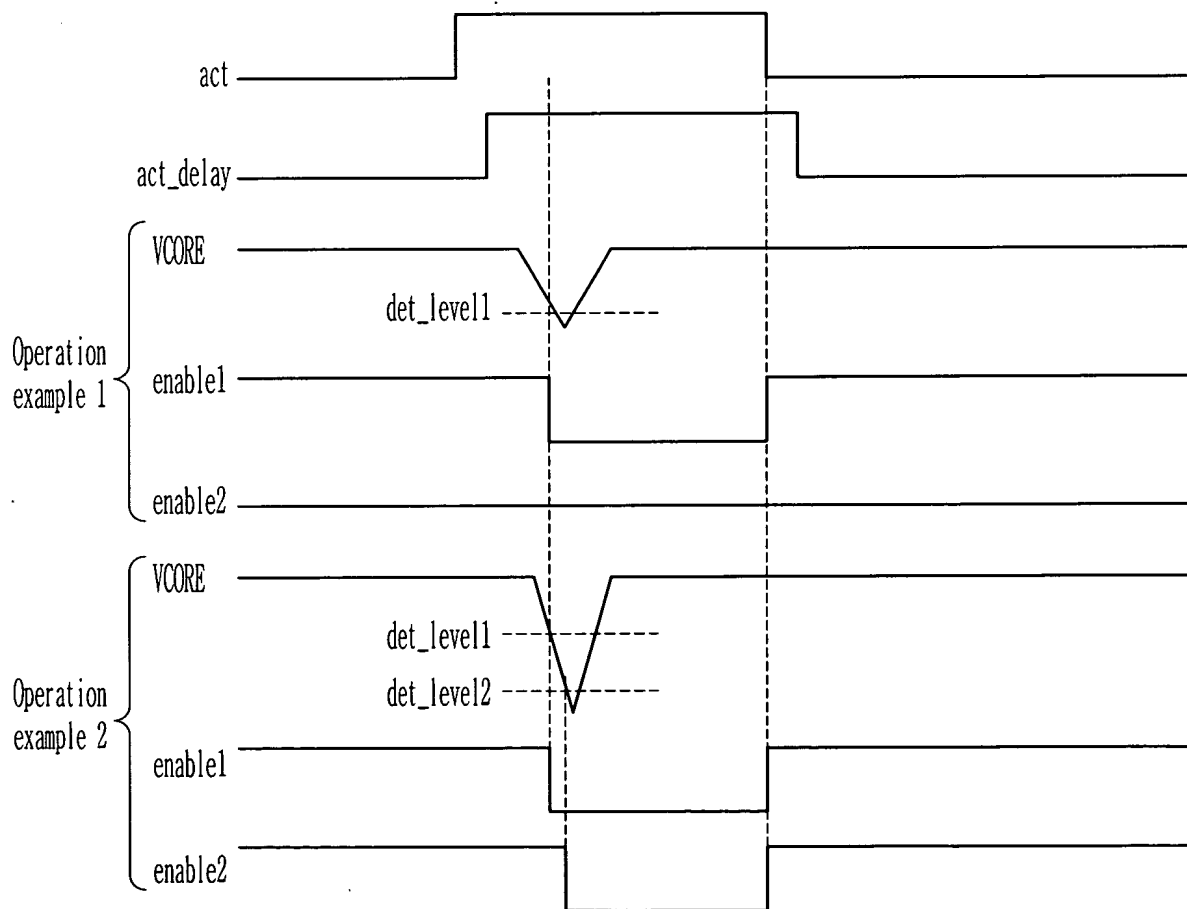 act
act_delay
VCORE
det_level1
Operation
example 1
enable1
enable2
VCORE
det_level1
det_level2
Operation
example 2
enable1
enable2